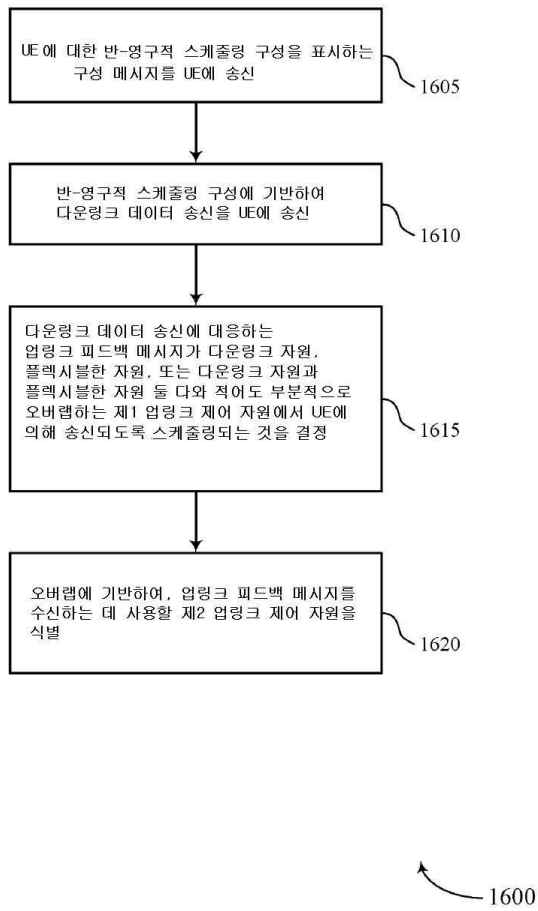 UE에 대한 반-영구적 스케줄링 구성을 표시하는
구성 메시지를 UE에 송신
1605
반-영구적 스케줄링 구성에 기반하여
다운링크 데이터 송신을 UE에 송신
1610
다운링크 데이터 송신에 대응하는
업링크 피드백 메시지가 다운링크 자원,
플렉시블한 자원, 또는 다운링크 자원과
플렉시블한 자원 둘 다와 적어도 부분적으로
오버랩하는 제1 업링크 제어 자원에서 UE에
의해 송신되도록 스케줄링되는 것을 결정
1615
오버랩에 기반하여, 업링크 피드백 메시지를
수신하는 데 사용할 제2 업링크 제어 자원을
식별
1620
1600